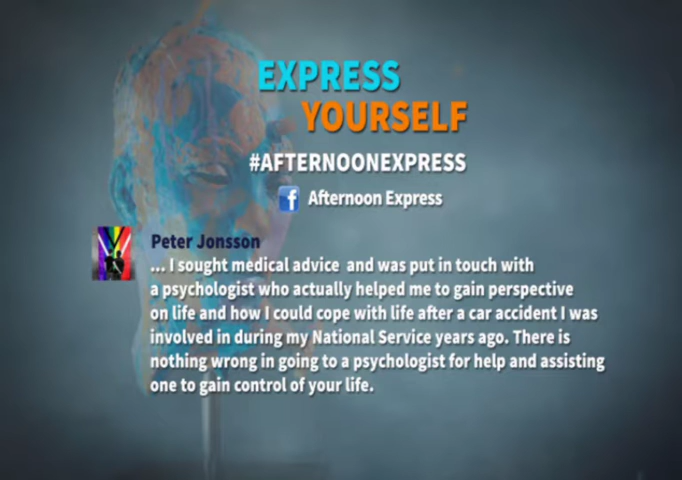 EXPRESS
YOURSELF
#AFTERNOONEXPRESS
f Afternoon Express
Peter Jonsson
... I sought medical advice and was put in touch with
a psychologist who actually helped me to gain perspective
on life and how I could cope with life after a car accident I was
involved in during my National Service years ago. There is
nothing wrong in going to a psychologist for help and assisting
one to gain control of your life.